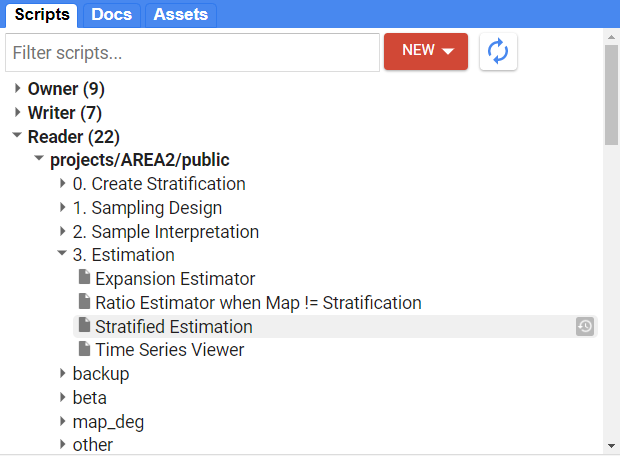 Scripts Docs Assets
Filter scripts... NEW
Owner (9)
Writer (7)
Reader (22)
projects/AREA2/public
0. Create Stratification
1. Sampling Design
2. Sample Interpretation
3. Estimation
Expansion Estimator
Ratio Estimator when Map != Stratification
Stratified Estimation
Time Series Viewer
backup
beta
map_deg
other